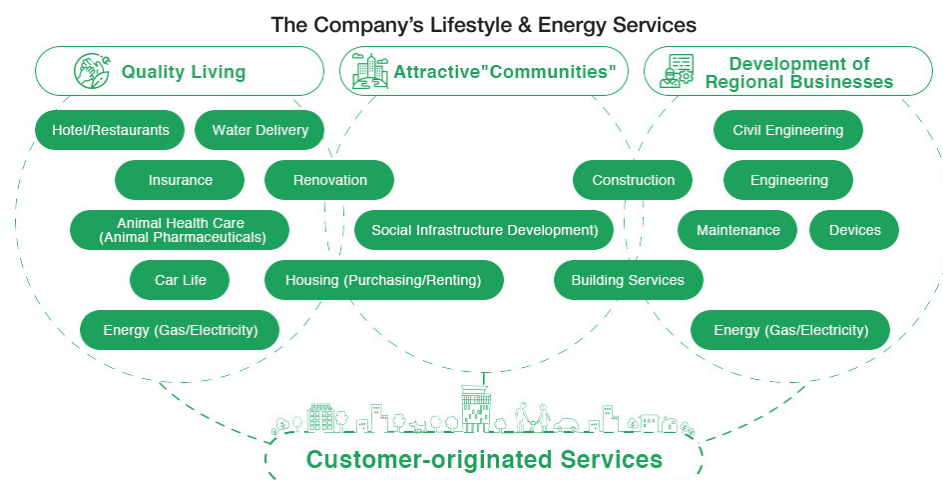 The Company's Lifestyle & Energy Services
Quality Living
Attractive"Communities"
Development of
Regional Businesses
Hotel/Restaurants
Water Delivery
Civil Engineering
Insurance
Renovation
Construction
Engineering
Animal Health Care
(Animal Pharmaceuticals)
Social Infrastructure Development)
Maintenance
Devices
Car Life
Housing (Purchasing/Renting)
Building Services
Energy (Gas/Electricity)
Energy (Gas/Electricity)
Customer-originated Services